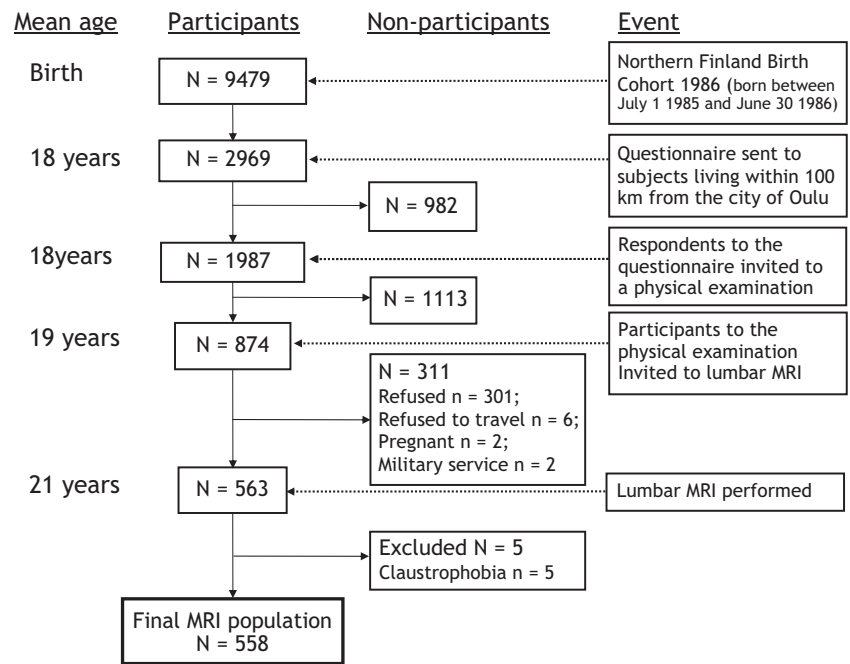 Mean age Participants Non-participants Event
Birth
N = 9479
Northern Finland Birth
Cohort 1986 (born between
July 1 1985 and June 30 1986)
18 years
N = 2969
Questionnaire sent to
subjects living within 100
km from the city of Oulu
N = 982
18years
N = 1987
Respondents to the
questionnaire invited to
a physical examination
N = 1113
19 years
N = 874
Participants to the
physical examination
Invited to lumbar MRI
N = 311
Refused n = 301;
Refused to travel n = 6;
Pregnant n = 2;
Military service n = 2
21 years
N = 563
Lumbar MRI performed
Excluded N = 5
Claustrophobia n = 5
Final MRI population
N = 558